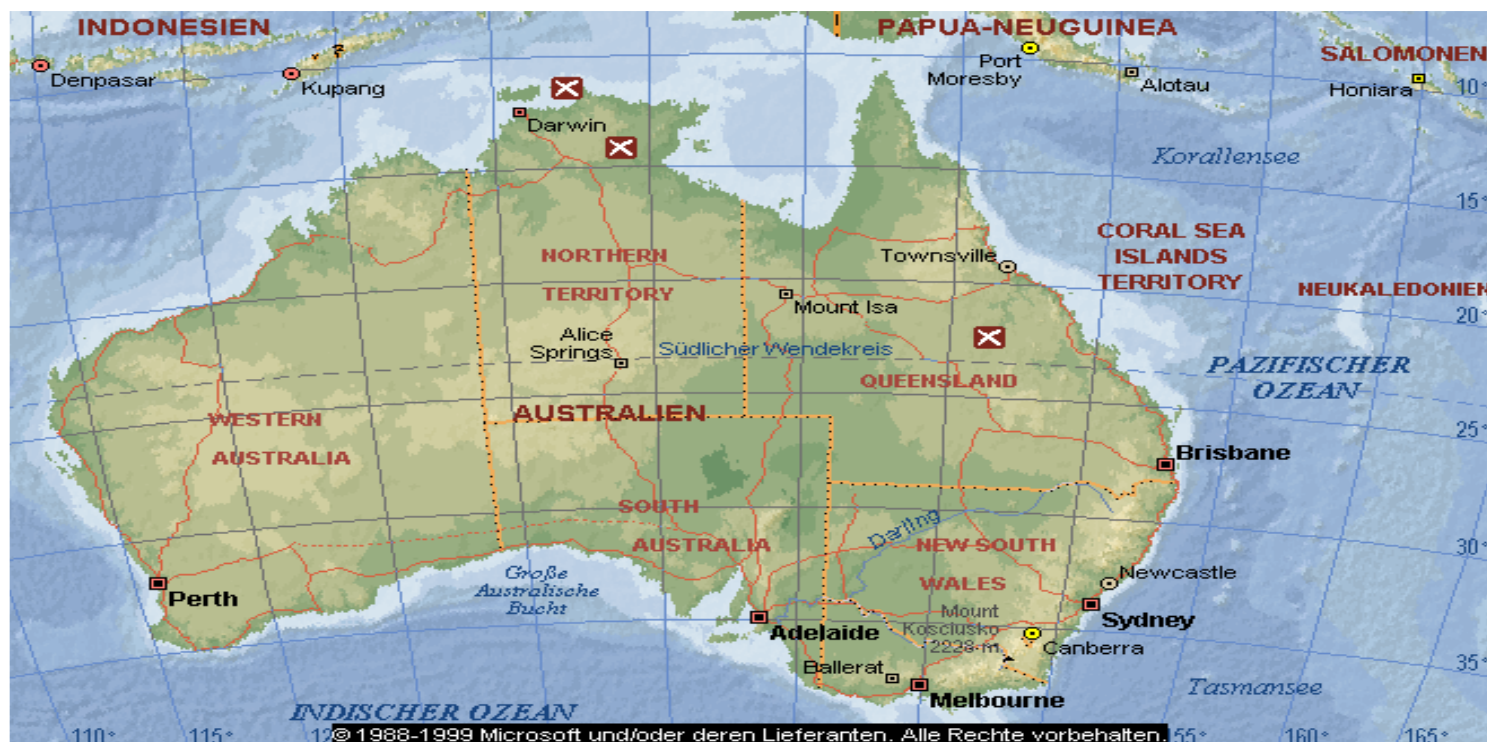 INDONESIEN
PAPUA-NEUGUINEA
SALOMONEN
Denpasar
Kupang
Port
Moresby
Alotau
Honiara
10°
Darwin
Korallensee
15°
NORTHERN
TERRITORY
Townsville
CORAL SEA
ISLANDS
TERRITORY
NEUKALEDONIEN
Mount Isa
20°
Alice
Springs
Südlicher Wendekreis
QUEENSLAND
PAZIFISCHER
OZEAN
WESTERN
AUSTRALIA
AUSTRALIEN
25°
Brisbane
SOUTH
AUSTRALIA
Darling
NEW SOUTH
WALES
30°
Große
Australische
Bucht
Newcastle
Perth
Adelaide
Mount
Kosciusko
2228 m
Sydney
Canberra
Ballerat
35°
Melbourne
Tasmansee
INDISCHER OZEAN
110° 115° 155° 160° 165°
© 1988-1999 Microsoft und/oder deren Lieferanten. Alle Rechte vorbehalten.